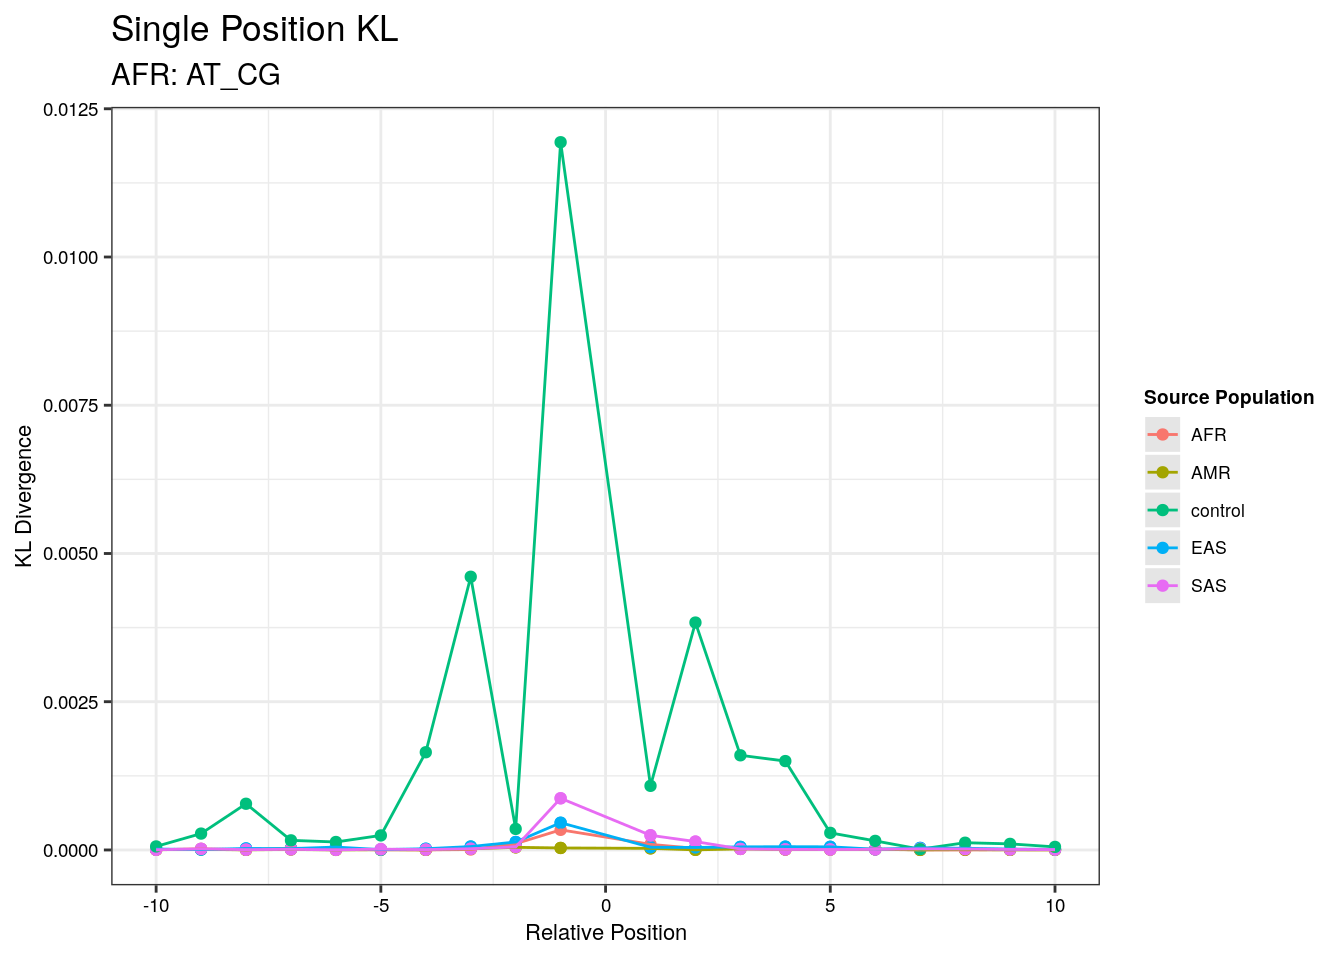 Single Position KL
AFR: AT_CG
0.0125
0.0100
0.0075
0.0050
0.0025
0.0000
KL Divergence
-10
-5
0
5
10
Relative Position
Source Population
AFR
AMR
control
EAS
SAS